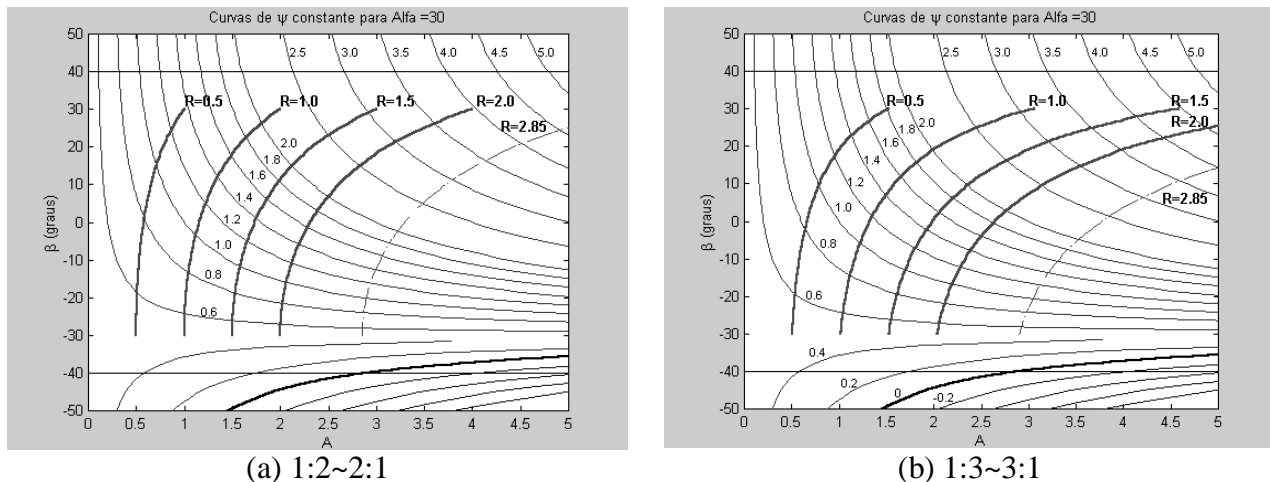 Curvas de ψ constante para Alfa =30
50
40
30
20
10
0
-10
-20
-30
-40
-50
β (graus)
2.5 3.0 3.5 4.0 4.5 5.0
R=0.5 R=1.0 R=1.5 R=2.0
R=2.85
2.0
1.8
1.6
1.4
1.2
1.0
0.8
0.6
0 0.5 1 1.5 2 2.5 3 3.5 4 4.5 5
A
(a) 1:2~2:1
Curvas de ψ constante para Alfa =30
50
40
30
20
10
0
-10
-20
-30
-40
-50
β (graus)
2.5 3.0 3.5 4.0 4.5 5.0
R=0.5 R=1.0 R=1.5
R=2.0
R=2.85
2.0
1.8
1.6
1.4
1.2
1.0
0.8
0.6
0.4
0.2
0
-0.2
0 0.5 1 1.5 2 2.5 3 3.5 4 4.5 5
A
(b) 1:3~3:1